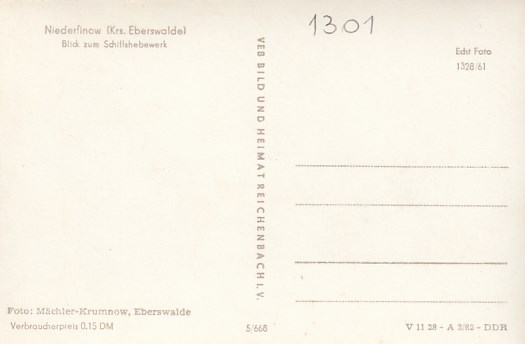 Niederfinow (Krs. Eberswalde)
Blick zum Schiffshebewerk
1301
Echt Foto
1328/61
VEB BILD UND HEIMAT REICHENBACH I. V.
Foto: Mächler-Krumnow, Eberswalde
Verbraucherpreis 0.15 DM
5/668
V 11 28 - A 2/62 - DDR